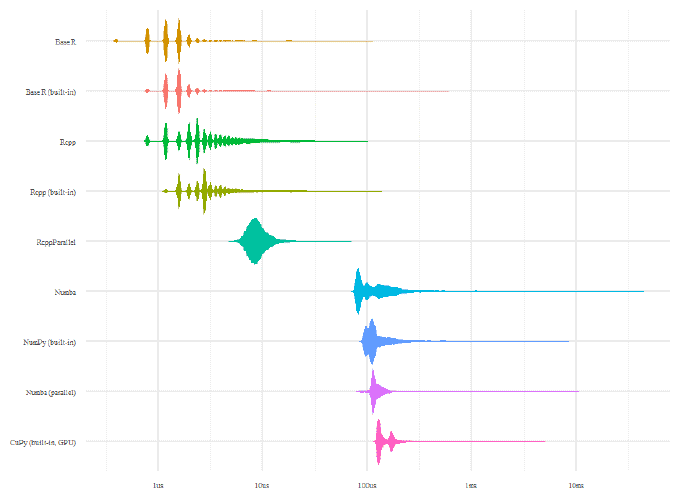 Base R
Base R (built-in)
Rcpp
Rcpp (built-in)
RcppParallel
Numba
NumPy (built-in)
Numba (parallel)
CuPy (built-in, GPU)
1us 10us 100us 1ms 10ms